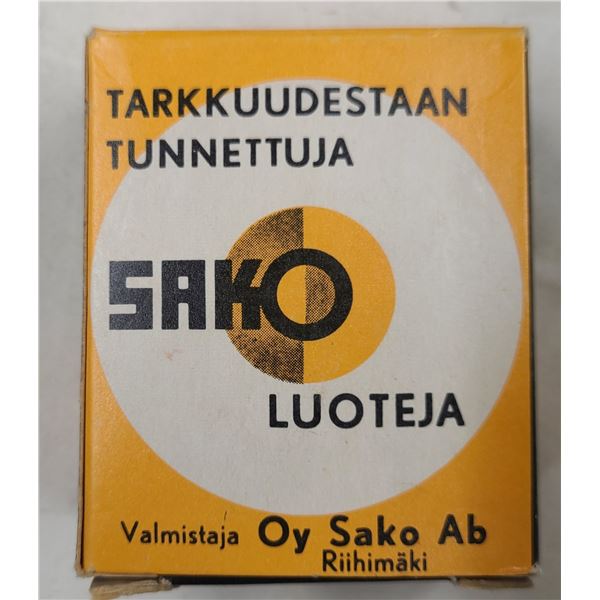 TARKKUUDESTAAN
TUNNETTUJA
SAKO
LUOTEJA
Valmistaja Oy Sako Ab
Riihimäki